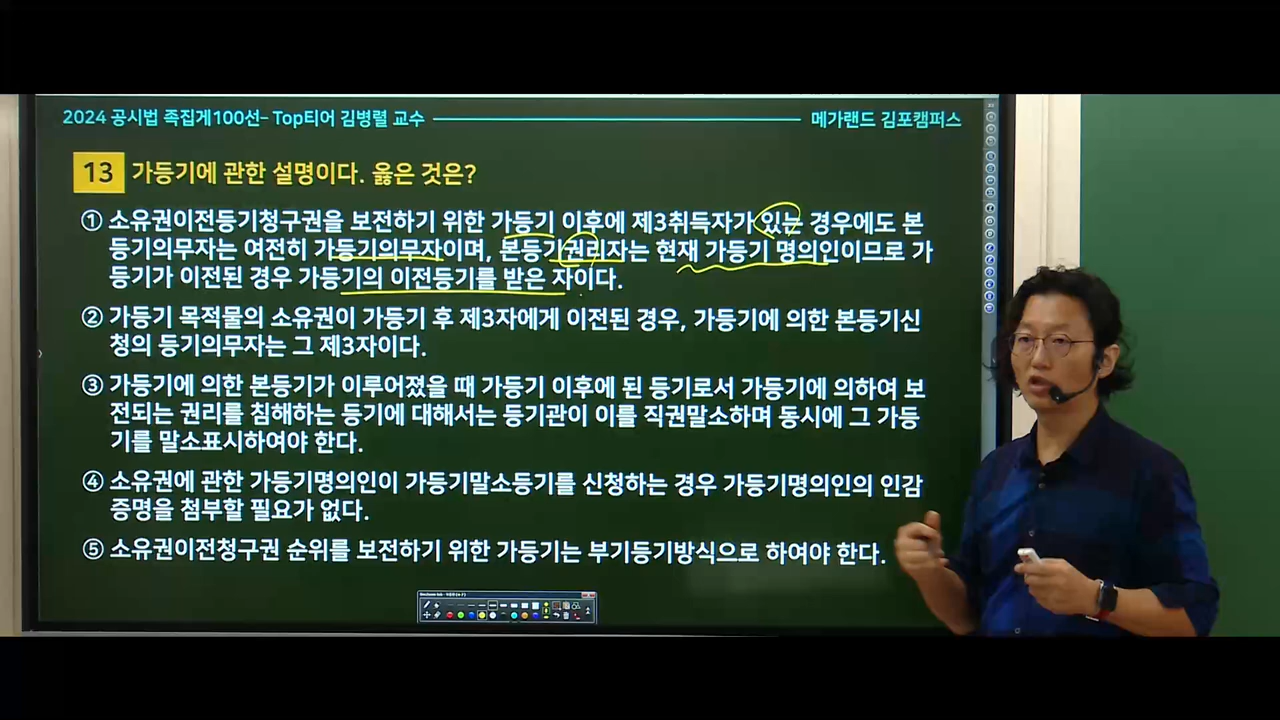 2024 공시법 족집게100선- Top티어 김병렬 교수
메가랜드 김포캠퍼스
13 가등기에 관한 설명이다. 옳은 것은?
① 소유권이전등기청구권을 보전하기 위한 가등기 이후에 제3취득자가 있는 경우에도 본
등기의무자는 여전히 가등기의무자이며, 본등기권리자는 현재 가등기 명의인이므로 가
등기가 이전된 경우 가등기의 이전등기를 받은 자이다.
② 가등기 목적물의 소유권이 가등기 후 제3자에게 이전된 경우, 가등기에 의한 본등기신
청의 등기의무자는 그 제3자이다.
③ 가등기에 의한 본등기가 이루어졌을 때 가등기 이후에 된 등기로서 가등기에 의하여 보
전되는 권리를 침해하는 등기에 대해서는 등기관이 이를 직권말소하며 동시에 그 가등
기를 말소표시하여야 한다.
④ 소유권에 관한 가등기명의인이 가등기말소등기를 신청하는 경우 가등기명의인의 인감
증명을 첨부할 필요가 없다.
⑤ 소유권이전청구권 순위를 보전하기 위한 가등기는 부기등기방식으로 하여야 한다.